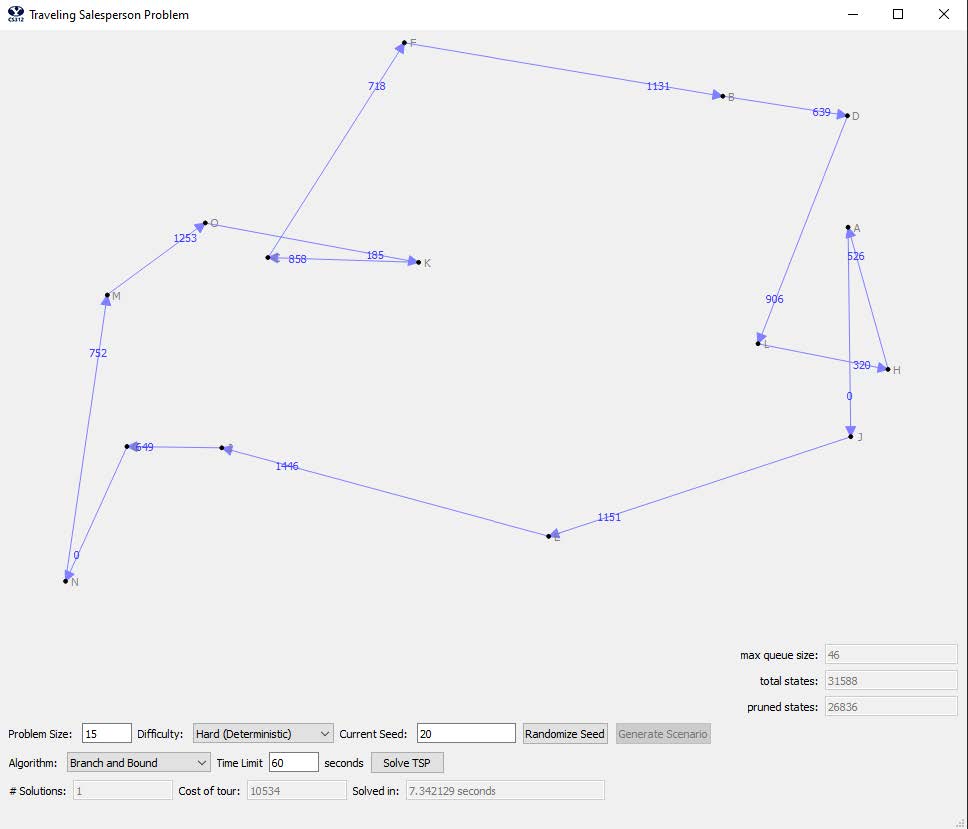 CS312 Traveling Salesperson Problem
F
718
1131
B
639
D
O
1253
185
858
K
A
526
M
906
752
L
320
H
0
649
J
1446
1151
E
0
N
max queue size: 46
total states: 31588
pruned states: 26836
Problem Size: 15 Difficulty: Hard (Deterministic) Current Seed: 20 Randomize Seed Generate Scenario
Algorithm: Branch and Bound Time Limit 60 seconds Solve TSP
# Solutions: 1 Cost of tour: 10534 Solved in: 7.342129 seconds